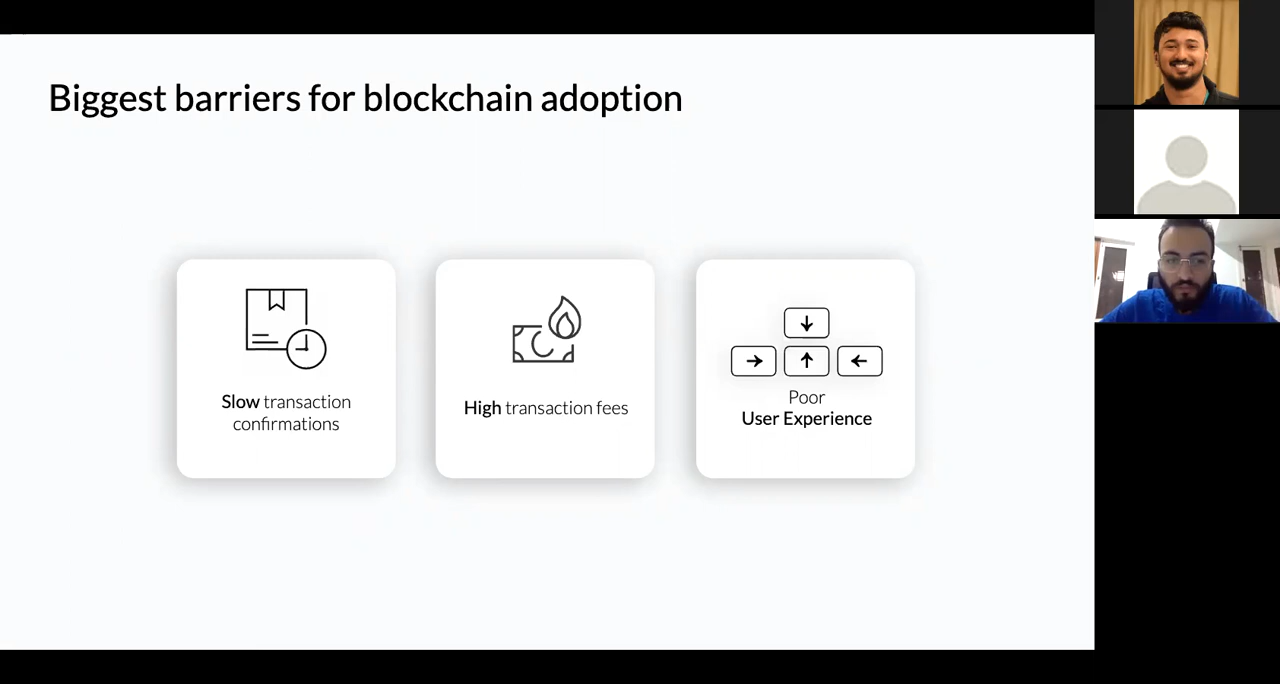 Biggest barriers for blockchain adoption
Slow transaction
confirmations
High transaction fees
Poor
User Experience